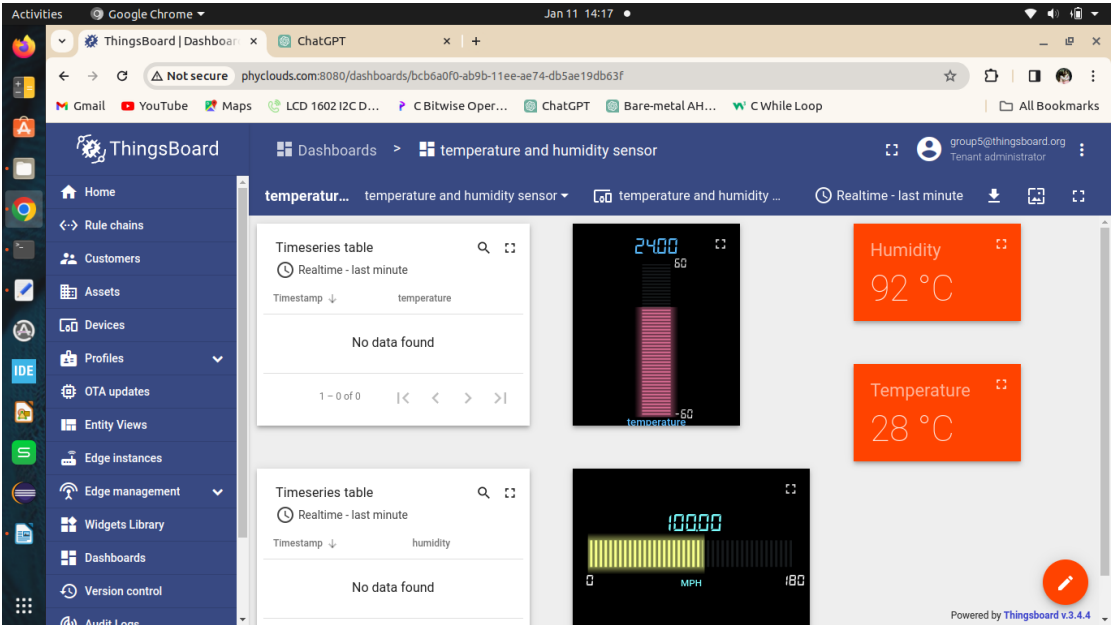 Activities
Google Chrome
Jan 11 14:17
ThingsBoard | Dashboar
ChatGPT
Not secure
phyclouds.com:8080/dashboards/bcb6a0f0-ab9b-11ee-ae74-db5ae19db63f
Gmail
YouTube
Maps
LCD 1602 I2C D...
C Bitwise Oper...
ChatGPT
Bare-metal AH...
C While Loop
All Bookmarks
ThingsBoard
Dashboards > temperature and humidity sensor
group5@thingsboard.org
Tenant administrator
temperatur...
temperature and humidity sensor
temperature and humidity ...
Realtime - last minute
Home
Rule chains
Customers
Assets
Devices
Profiles
OTA updates
Entity Views
Edge instances
Edge management
Widgets Library
Dashboards
Version control
Audit Logs
IDE
Timeseries table
Realtime - last minute
Timestamp ↓ temperature
No data found
1 – 0 of 0
24.00
60
-60
temperature
Humidity
92 °C
Temperature
28 °C
Timeseries table
Realtime - last minute
Timestamp ↓ humidity
No data found
100.00
0
MPH
180
Powered by Thingsboard v.3.4.4